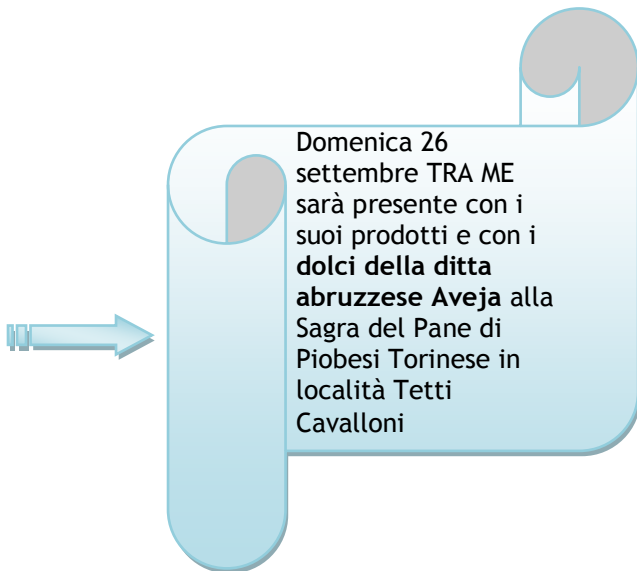 Domenica 26
settembre TRA ME
sarà presente con i
suoi prodotti e con i
dolci della ditta
abruzzese Aveja alla
Sagra del Pane di
Piobesi Torinese in
località Tetti
Cavalloni